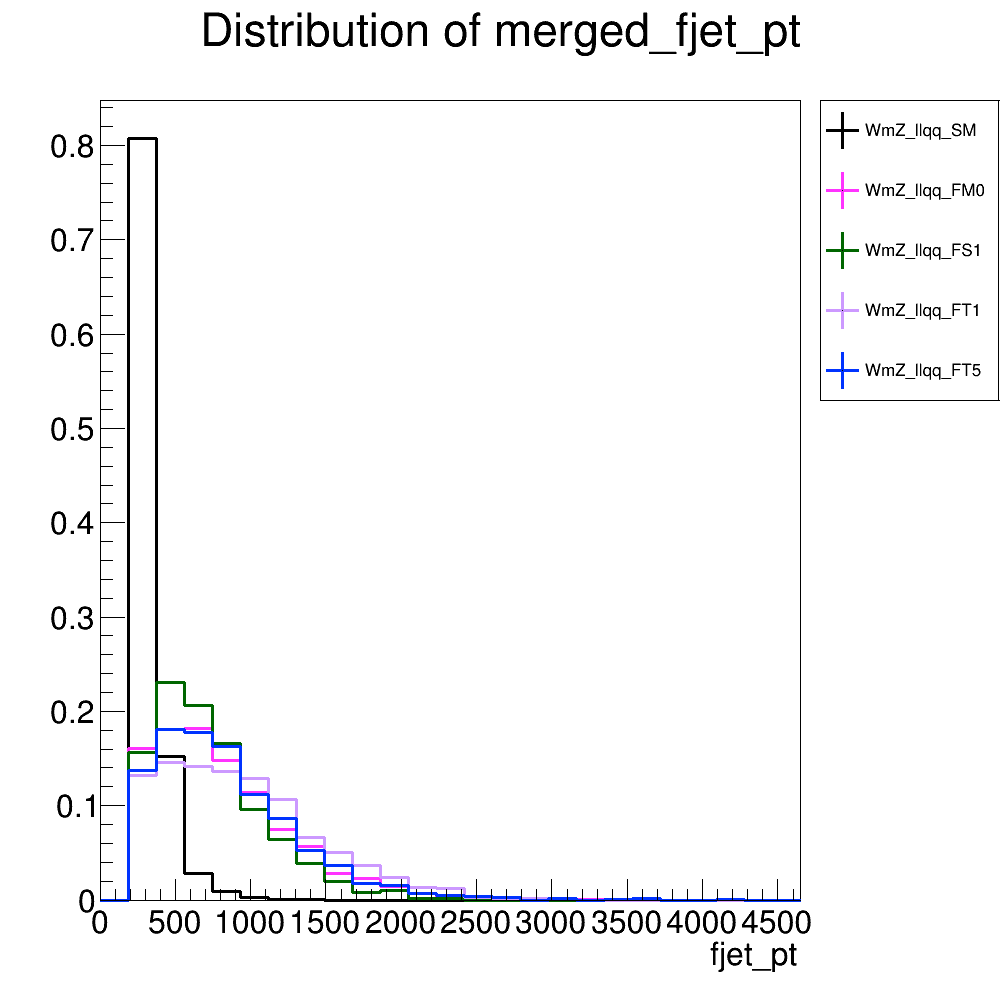 Distribution of merged_fjet_pt
WmZ_llqq_SM
WmZ_llqq_FM0
WmZ_llqq_FS1
WmZ_llqq_FT1
WmZ_llqq_FT5
0.8
0.7
0.6
0.5
0.4
0.3
0.2
0.1
0
0 500 1000 1500 2000 2500 3000 3500 4000 4500
fjet_pt